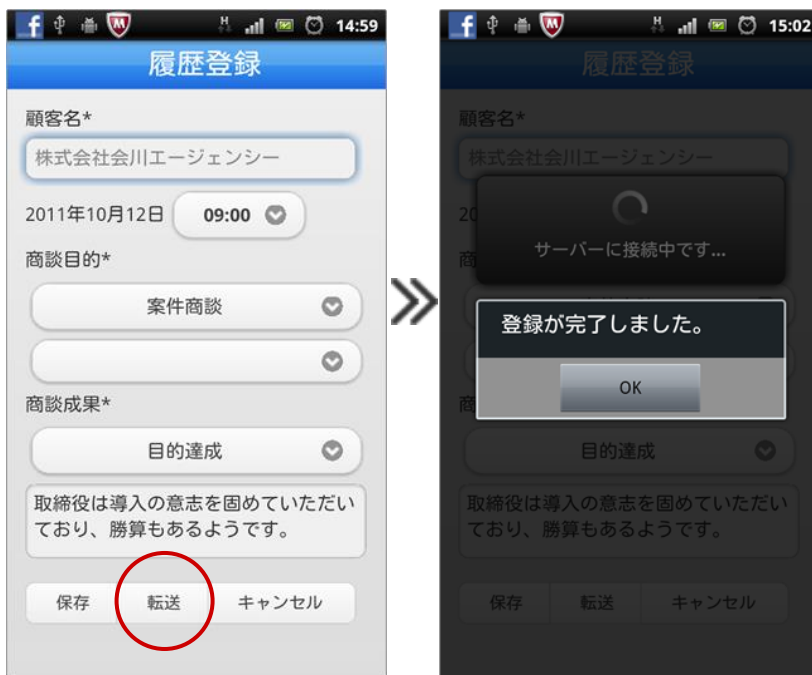 14:59
履歴登録
顧客名*
株式会社会川エージェンシー
2011年10月12日 09:00
商談目的*
案件商談
商談成果*
目的達成
取締役は導入の意志を固めていただい
ており、勝算もあるようです。
保存 転送 キャンセル
15:02
履歴登録
顧客名*
株式会社会川エージェンシー
20
サーバーに接続中です...
商
登録が完了しました。
OK
商
目的達成
取締役は導入の意志を固めていただい
ており、勝算もあるようです。
保存 転送 キャンセル